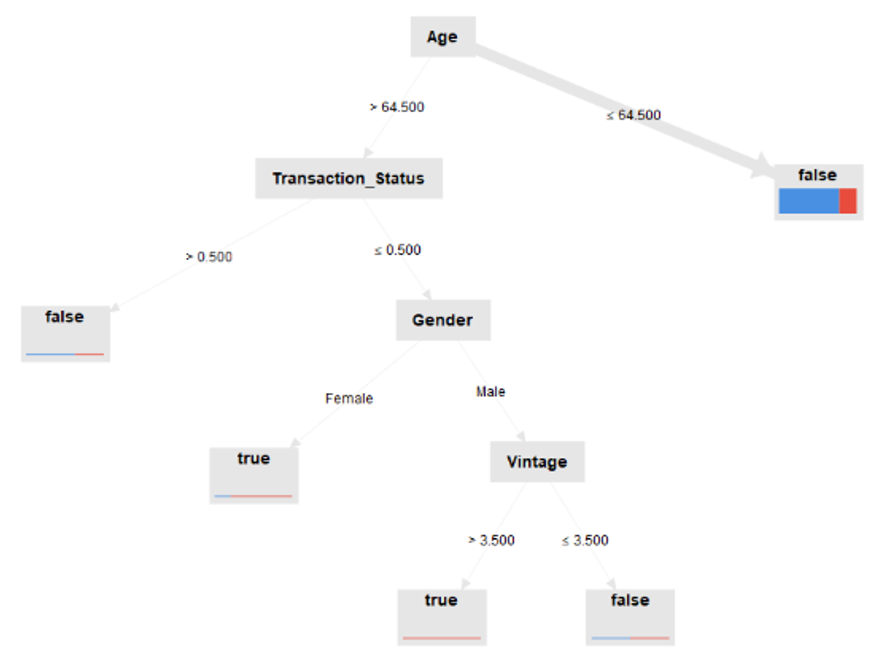 Age
> 64.500
≤ 64.500
Transaction_Status
false
> 0.500
≤ 0.500
false
Gender
Female
Male
true
Vintage
> 3.500
≤ 3.500
true
false